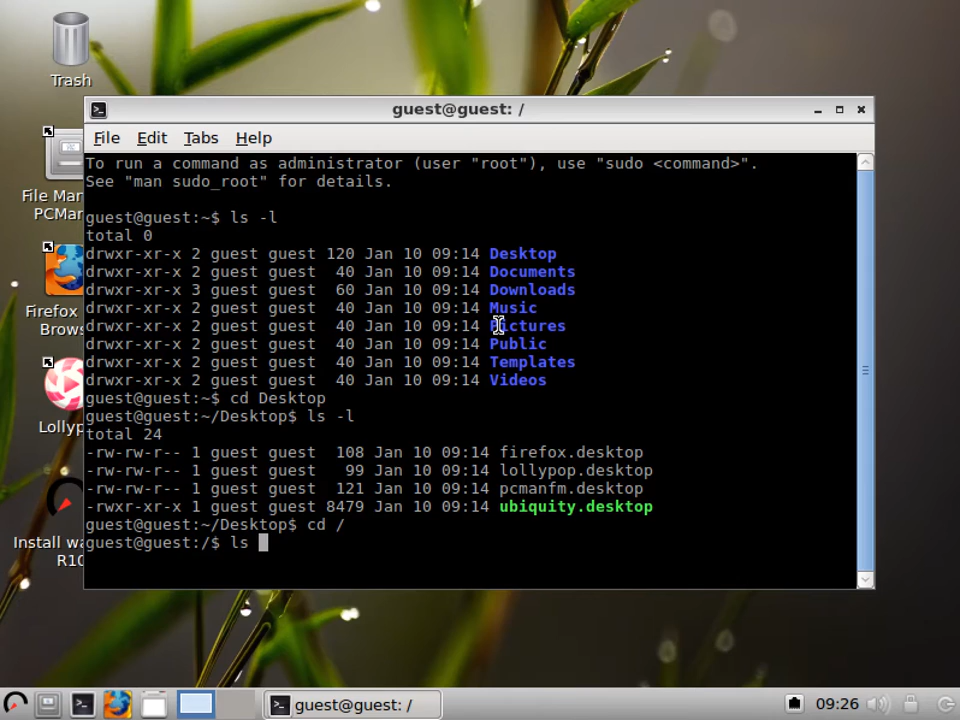 Trash
guest@guest: /
File Edit Tabs Help
To run a command as administrator (user "root"), use "sudo <command>".
See "man sudo_root" for details.
guest@guest:~$ ls -l
total 0
drwxr-xr-x 2 guest guest 120 Jan 10 09:14 Desktop
drwxr-xr-x 2 guest guest  40 Jan 10 09:14 Documents
drwxr-xr-x 3 guest guest  60 Jan 10 09:14 Downloads
drwxr-xr-x 2 guest guest  40 Jan 10 09:14 Music
drwxr-xr-x 2 guest guest  40 Jan 10 09:14 Pictures
drwxr-xr-x 2 guest guest  40 Jan 10 09:14 Public
drwxr-xr-x 2 guest guest  40 Jan 10 09:14 Templates
drwxr-xr-x 2 guest guest  40 Jan 10 09:14 Videos
guest@guest:~$ cd Desktop
guest@guest:~/Desktop$ ls -l
total 24
-rw-rw-r-- 1 guest guest  108 Jan 10 09:14 firefox.desktop
-rw-rw-r-- 1 guest guest   99 Jan 10 09:14 lollypop.desktop
-rw-rw-r-- 1 guest guest  121 Jan 10 09:14 pcmanfm.desktop
-rwxr-xr-x 1 guest guest 8479 Jan 10 09:14 ubiquity.desktop
guest@guest:~/Desktop$ cd /
guest@guest:/$ ls
File Man
PCMan
Firefox
Brows
Lollyp
Install wa
R10
guest@guest: /
09:26